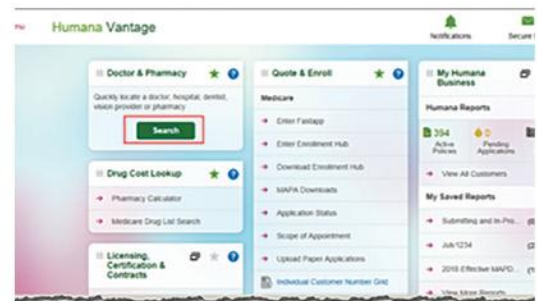 Humana Vantage
Notifications
Secure
Doctor & Pharmacy
Quickly locate a doctor, hospital, dentist,
vision provider or pharmacy
Search
Drug Cost Lookup
Pharmacy Calculator
Medicare Drug List Search
Licensing,
Certification &
Contracts
Quote & Enroll
Medicare
Enter Fastapp
Enter Enrollment Hub
Download Enrollment Hub
MAPA Downloads
Application Status
Scope of Appointment
Upload Paper Applications
Individual Customer Number Grid
My Humana
Business
Humana Reports
394
0
Active
Policies
Pending
Applications
View All Customers
My Saved Reports
Submitting and In-Pro...
July1234
2018 Effective MAPD...
View More Reports